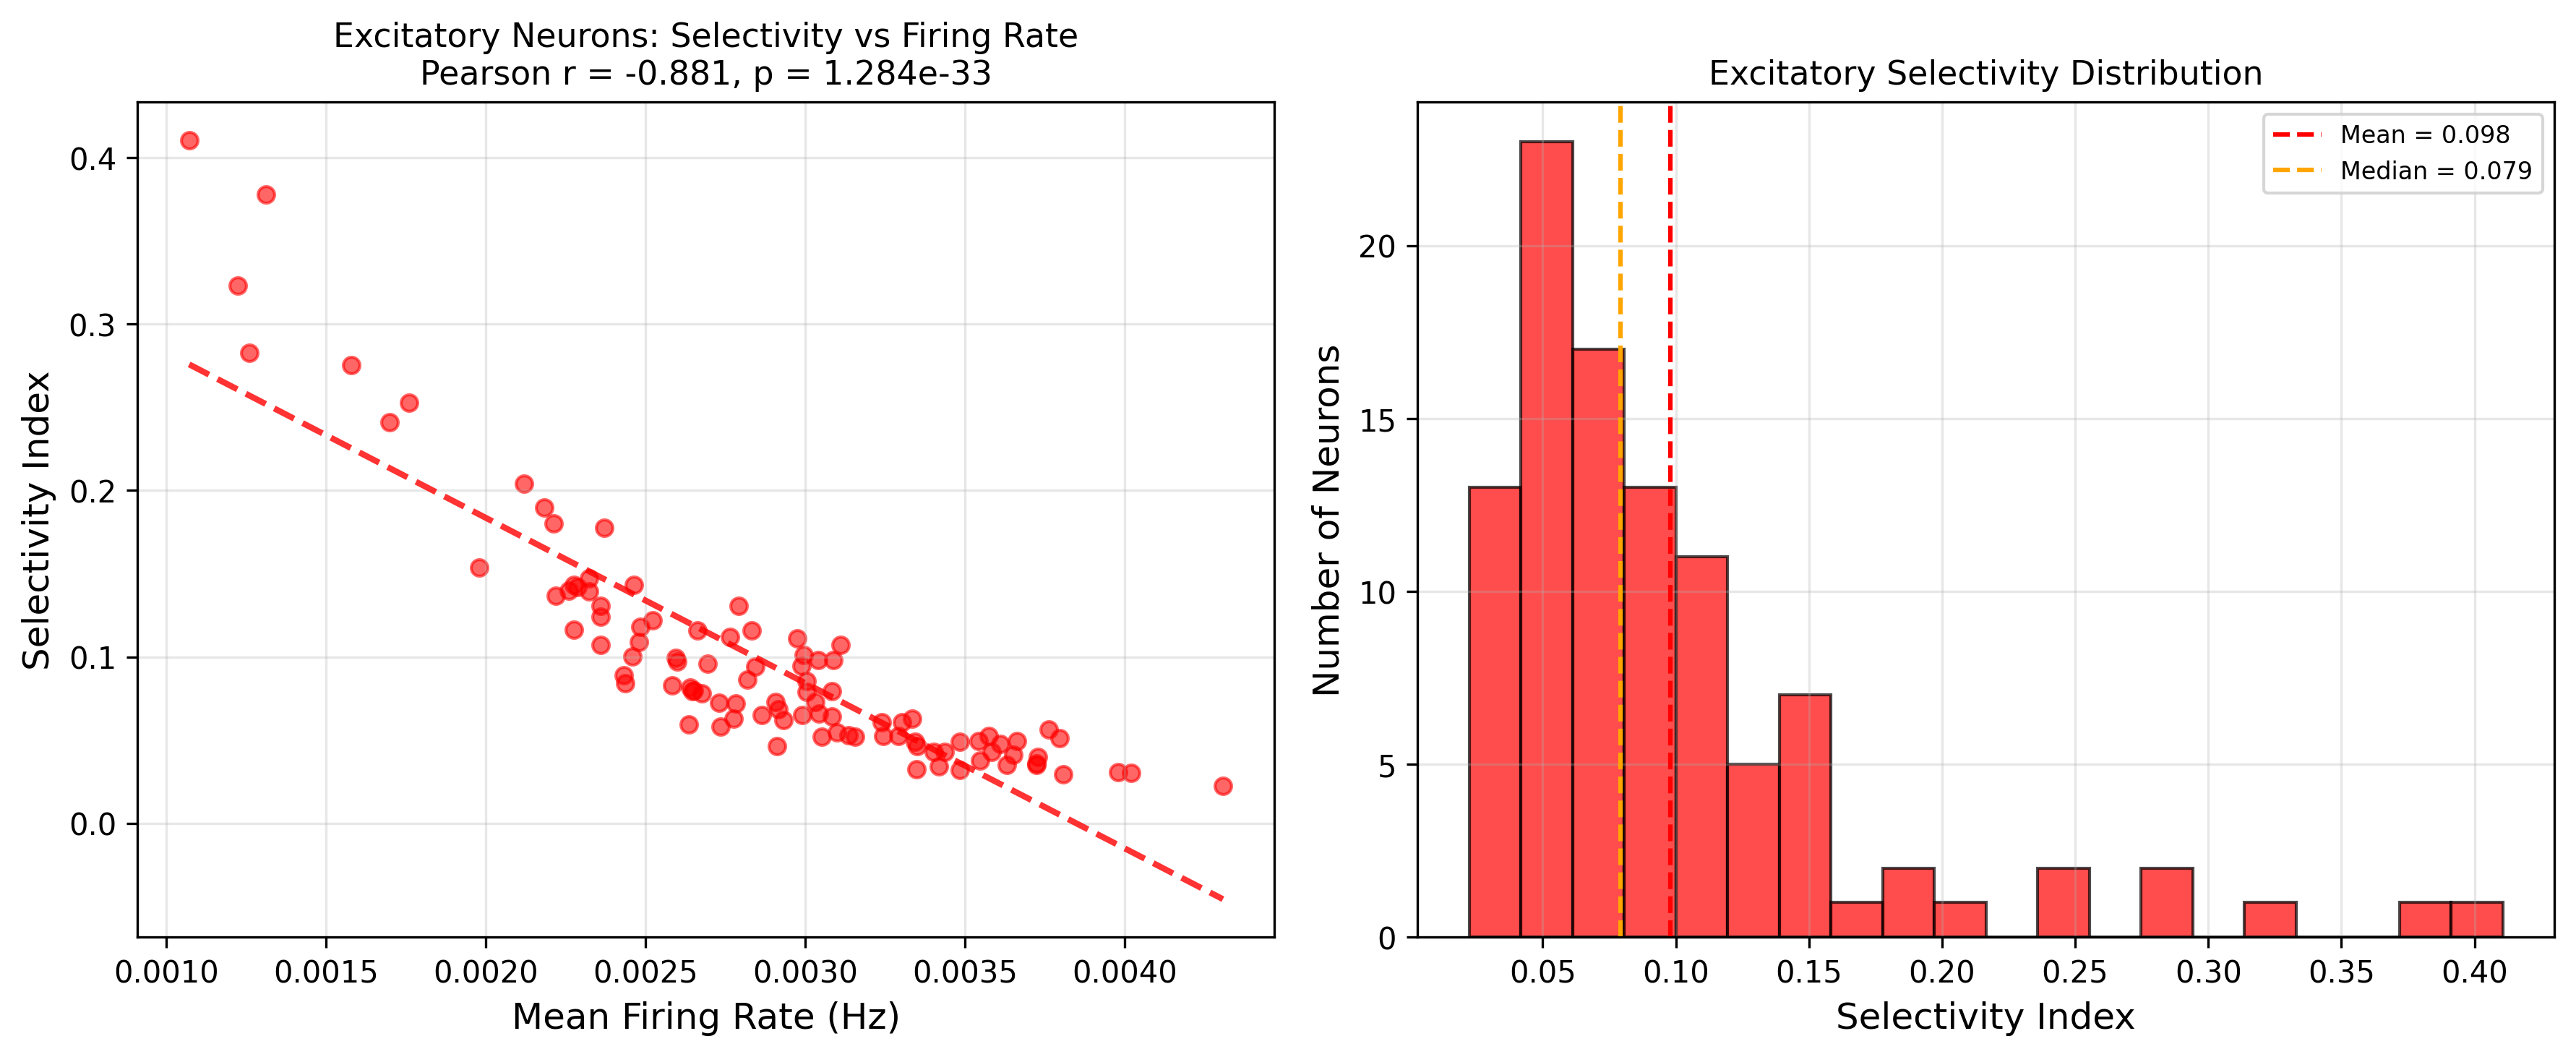 Excitatory Neurons: Selectivity vs Firing Rate
Pearson r = -0.881, p = 1.284e-33
Selectivity Index
0.4
0.3
0.2
0.1
0.0
0.0010 0.0015 0.0020 0.0025 0.0030 0.0035 0.0040
Mean Firing Rate (Hz)
Excitatory Selectivity Distribution
Mean = 0.098
Median = 0.079
Number of Neurons
20
15
10
5
0
0.05 0.10 0.15 0.20 0.25 0.30 0.35 0.40
Selectivity Index